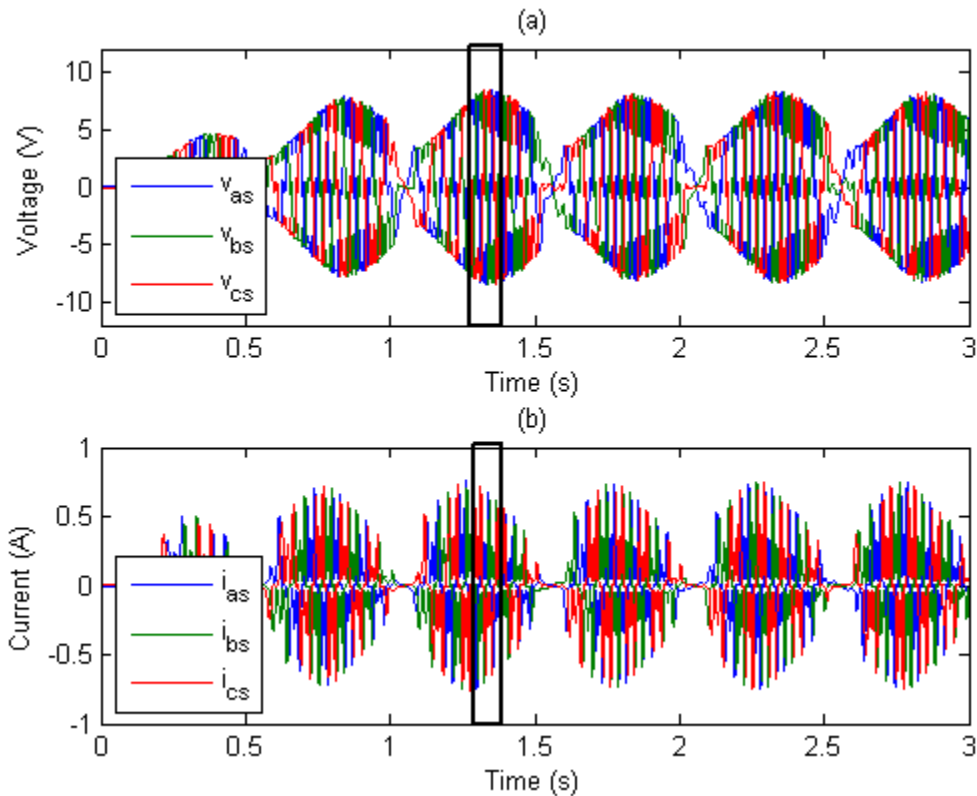 (a)
Voltage (V)
10
5
0
-5
-10
v_as
v_bs
v_cs
0 0.5 1 1.5 2 2.5 3
Time (s)
(b)
Current (A)
1
0.5
0
-0.5
-1
i_as
i_bs
i_cs
0 0.5 1 1.5 2 2.5 3
Time (s)